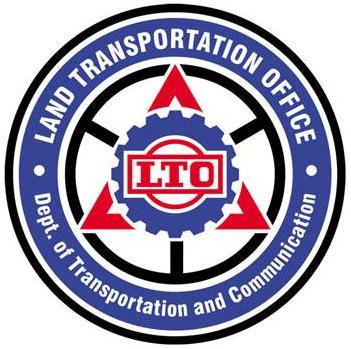 LAND TRANSPORTATION OFFICE
LTO
Dept. of Transportation and Communication